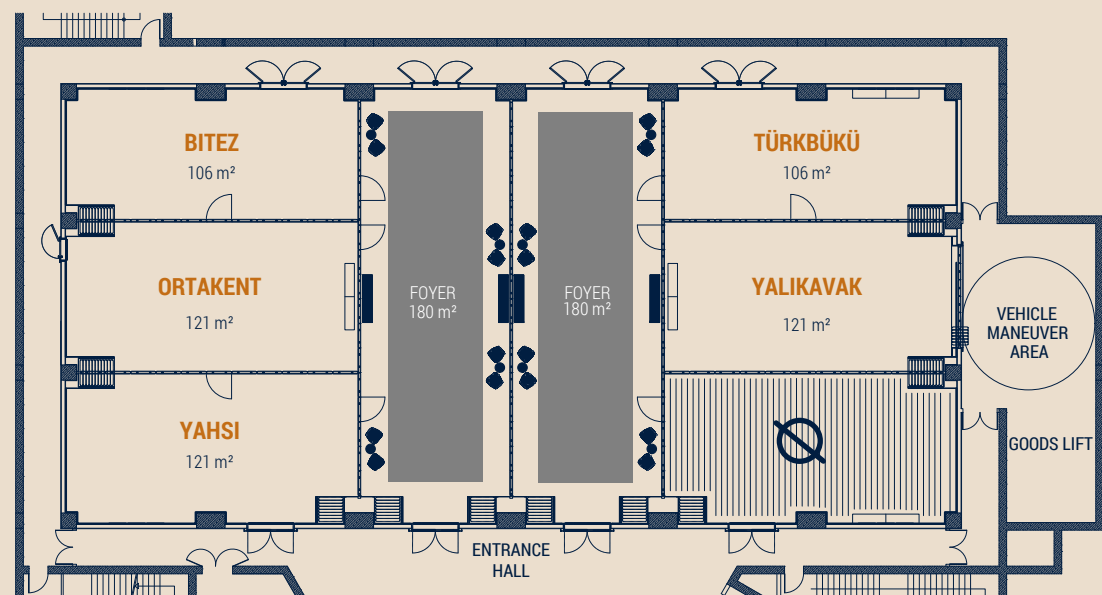 BITEZ
106 m²
TÜRKBÜKÜ
106 m²
ORTAKENT
121 m²
FOYER
180 m²
FOYER
180 m²
YALIKAVAK
121 m²
VEHICLE
MANEUVER
AREA
YAHSI
121 m²
GOODS LIFT
ENTRANCE
HALL